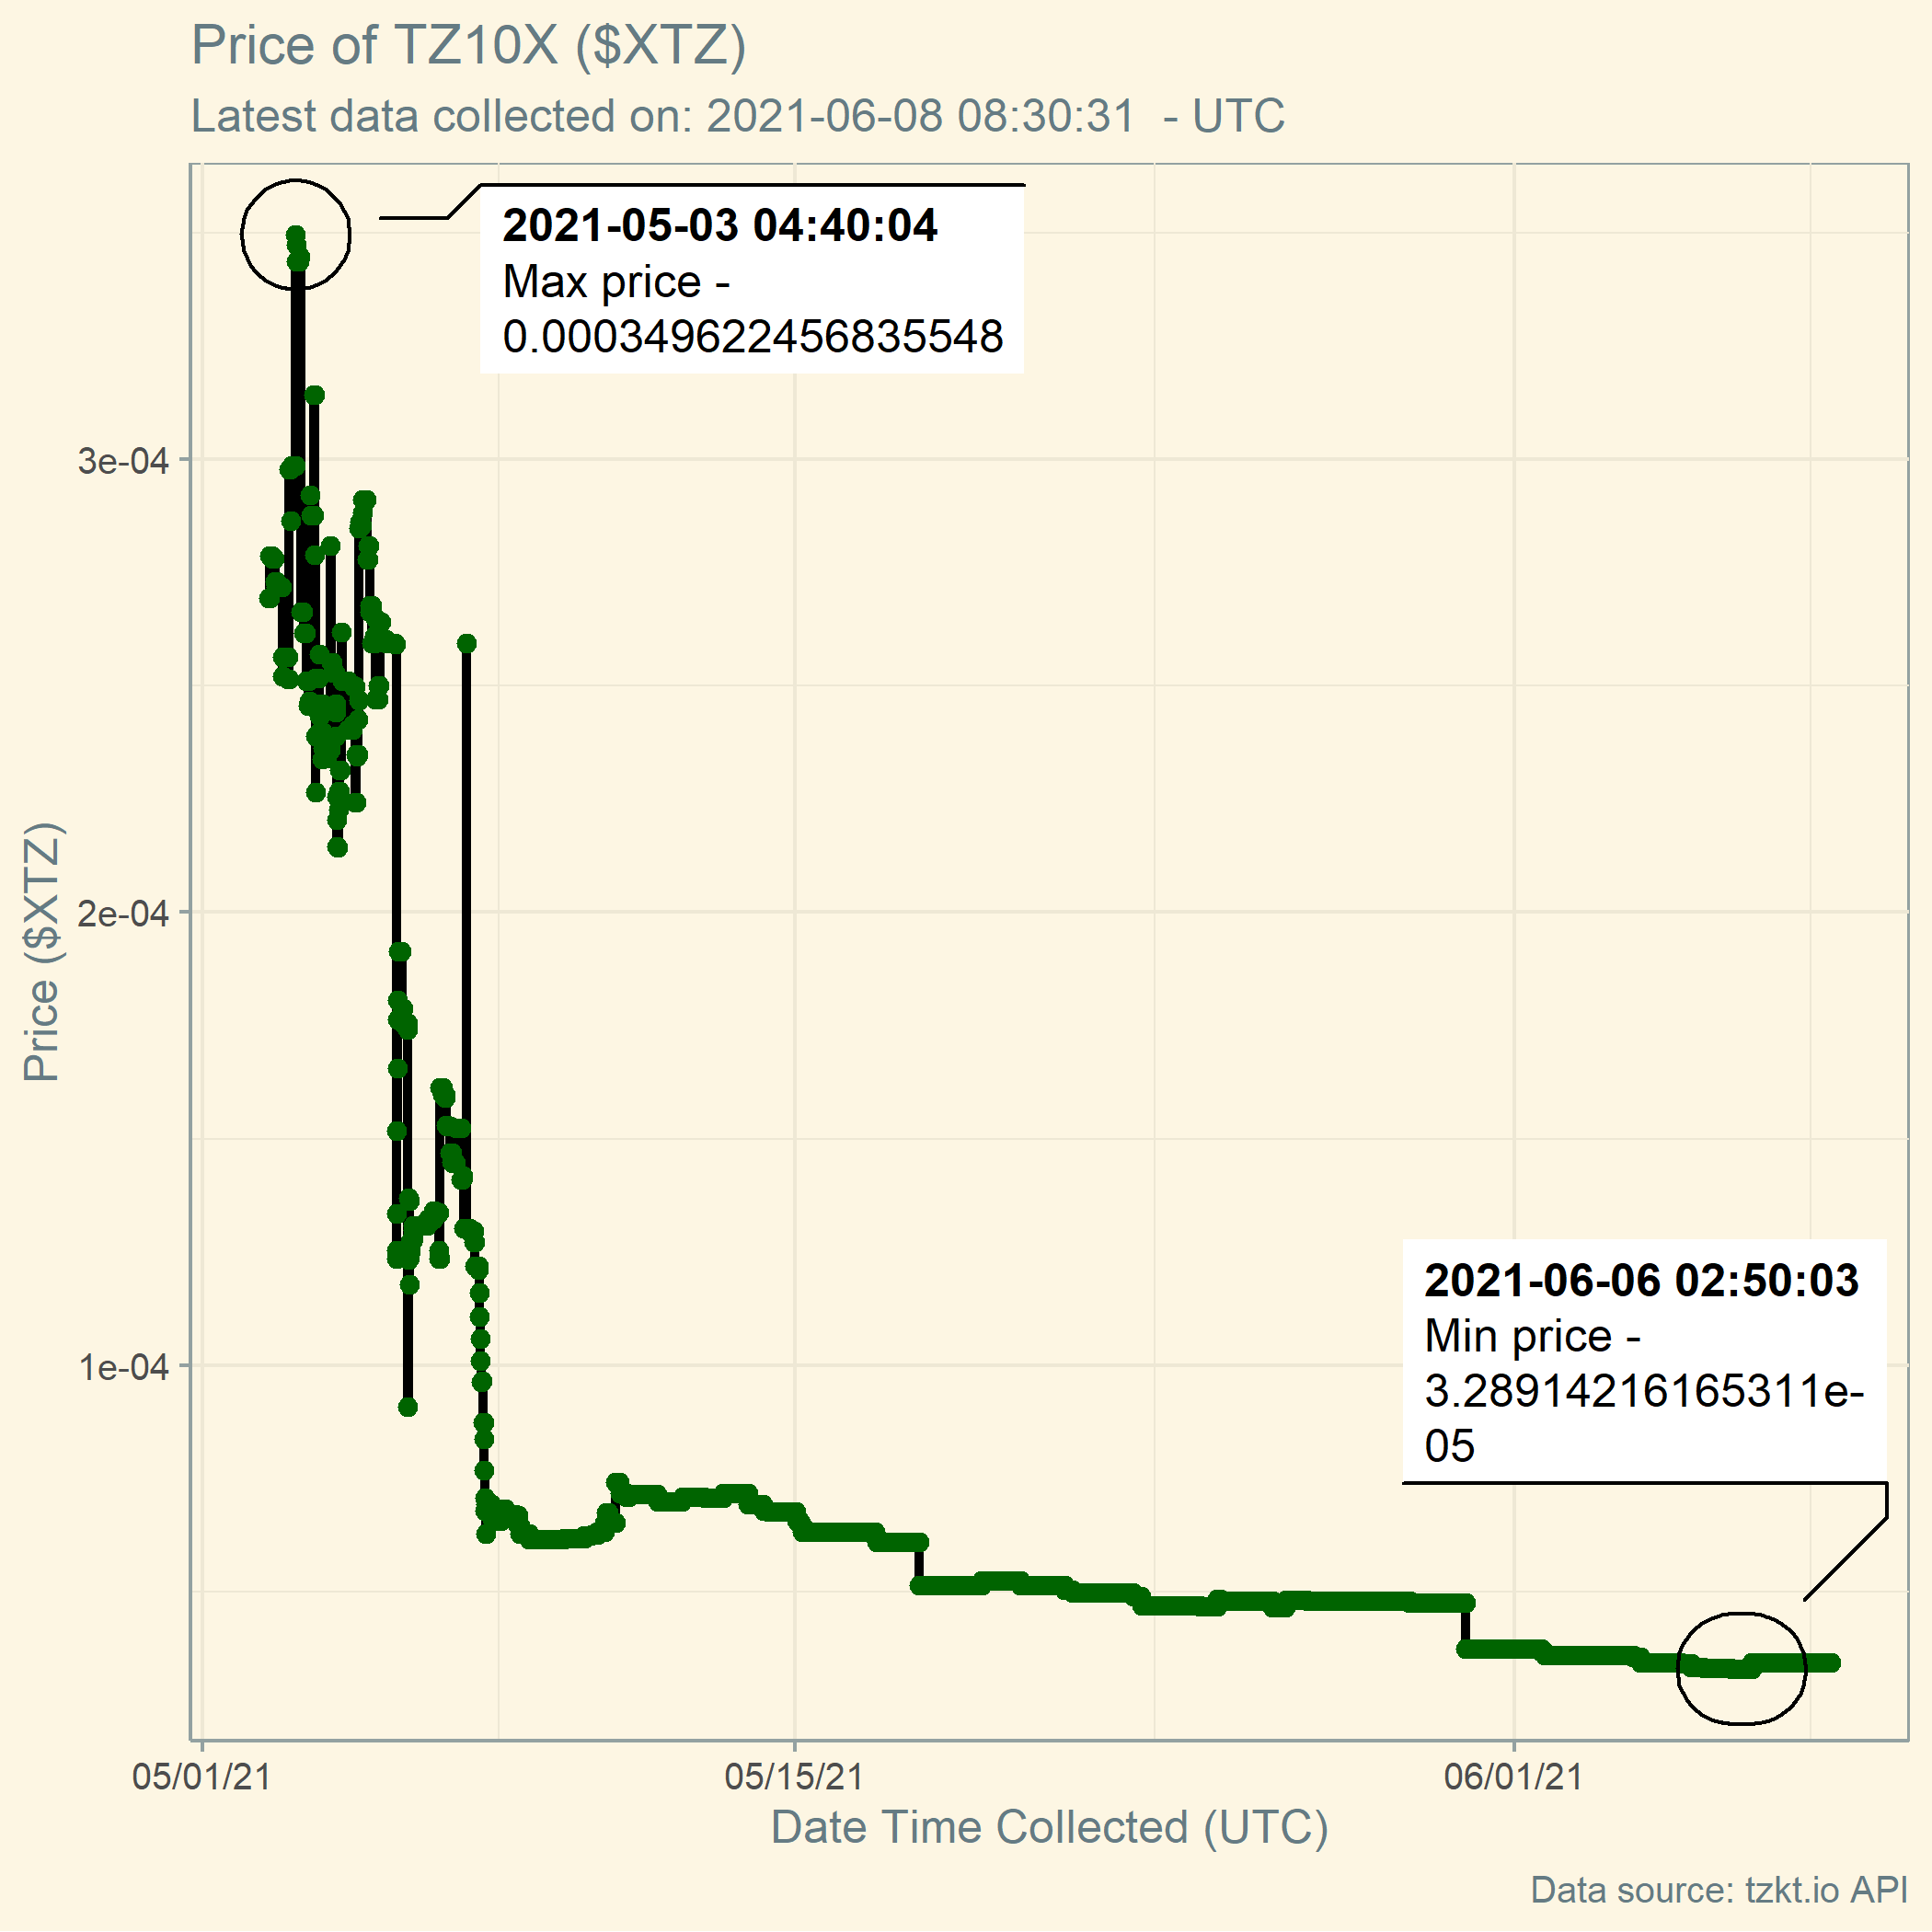 Price of TZ10X ($XTZ)
Latest data collected on: 2021-06-08 08:30:31  - UTC
2021-05-03 04:40:04
Max price -
0.000349622456835548
3e-04
2e-04
1e-04
Price ($XTZ)
2021-06-06 02:50:03
Min price -
3.28914216165311e-
05
05/01/21
05/15/21
06/01/21
Date Time Collected (UTC)
Data source: tzkt.io API